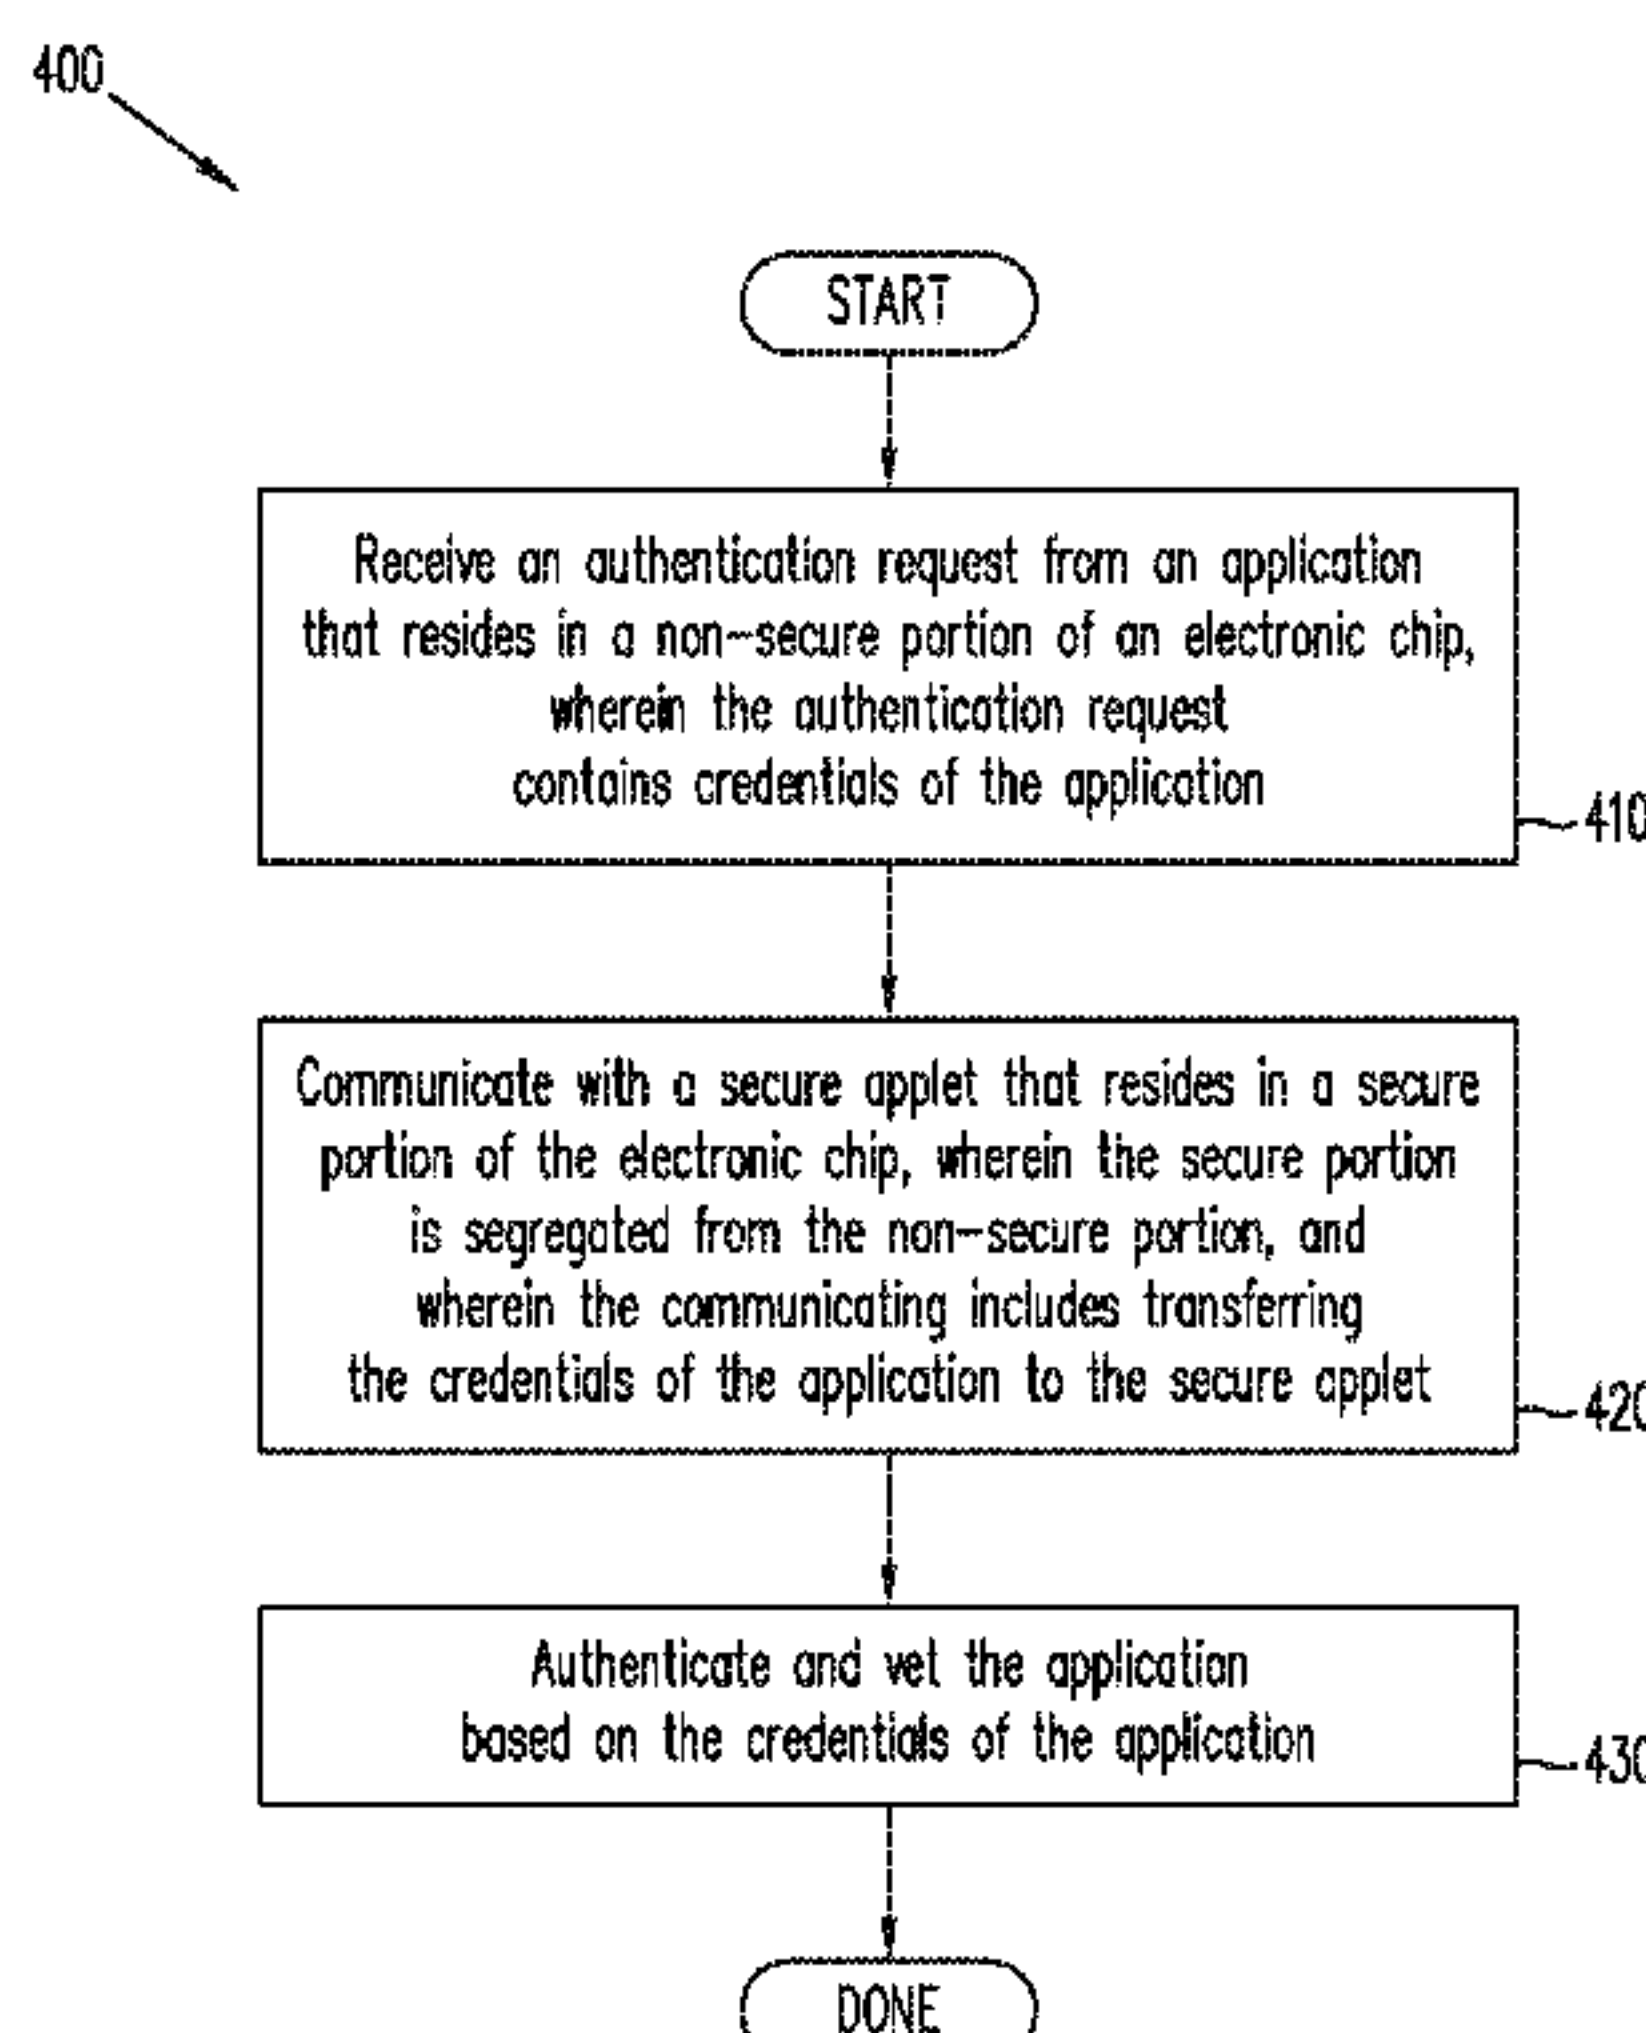 400
START
Receive an authentication request from an application
that resides in a non-secure portion of an electronic chip,
wherein the authentication request
contains credentials of the application
410
Communicate with a secure applet that resides in a secure
portion of the electronic chip, wherein the secure portion
is segregated from the non-secure portion, and
wherein the communicating includes transferring
the credentials of the application to the secure applet
420
Authenticate and vet the application
based on the credentials of the application
430
DONE